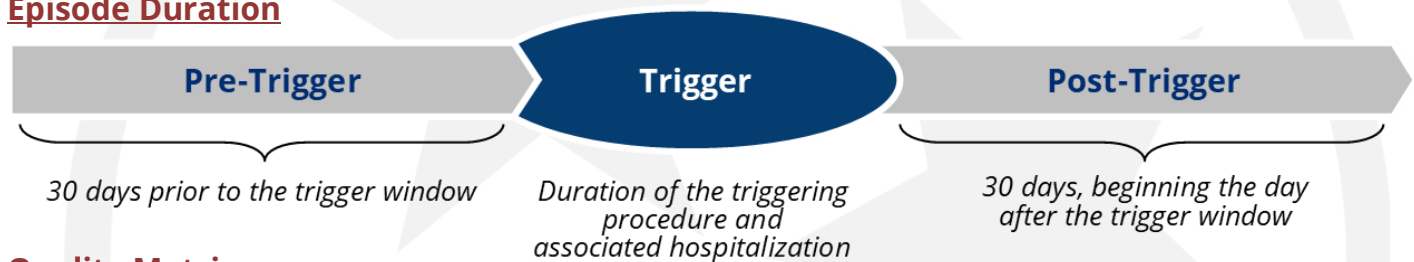 Episode Duration
Pre-Trigger
Trigger
Post-Trigger
30 days prior to the trigger window
Duration of the triggering
procedure and
associated hospitalization
30 days, beginning the day
after the trigger window